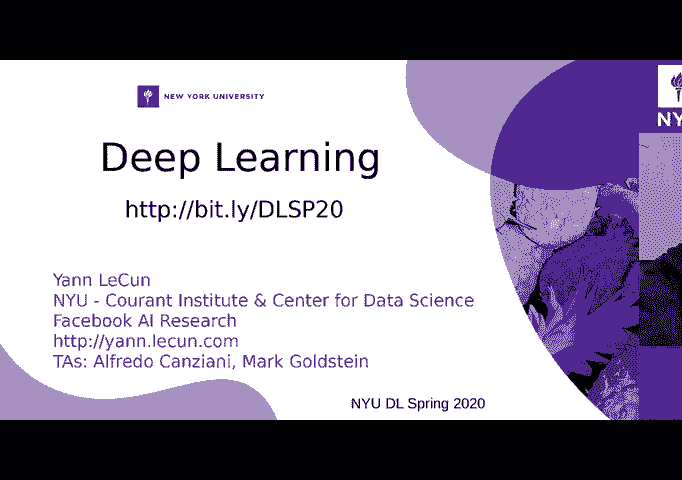 NEW YORK UNIVERSITY
Deep Learning
http://bit.ly/DLSP20
Yann LeCun
NYU - Courant Institute & Center for Data Science
Facebook AI Research
http://yann.lecun.com
TAs: Alfredo Canziani, Mark Goldstein
NYU DL Spring 2020
NY